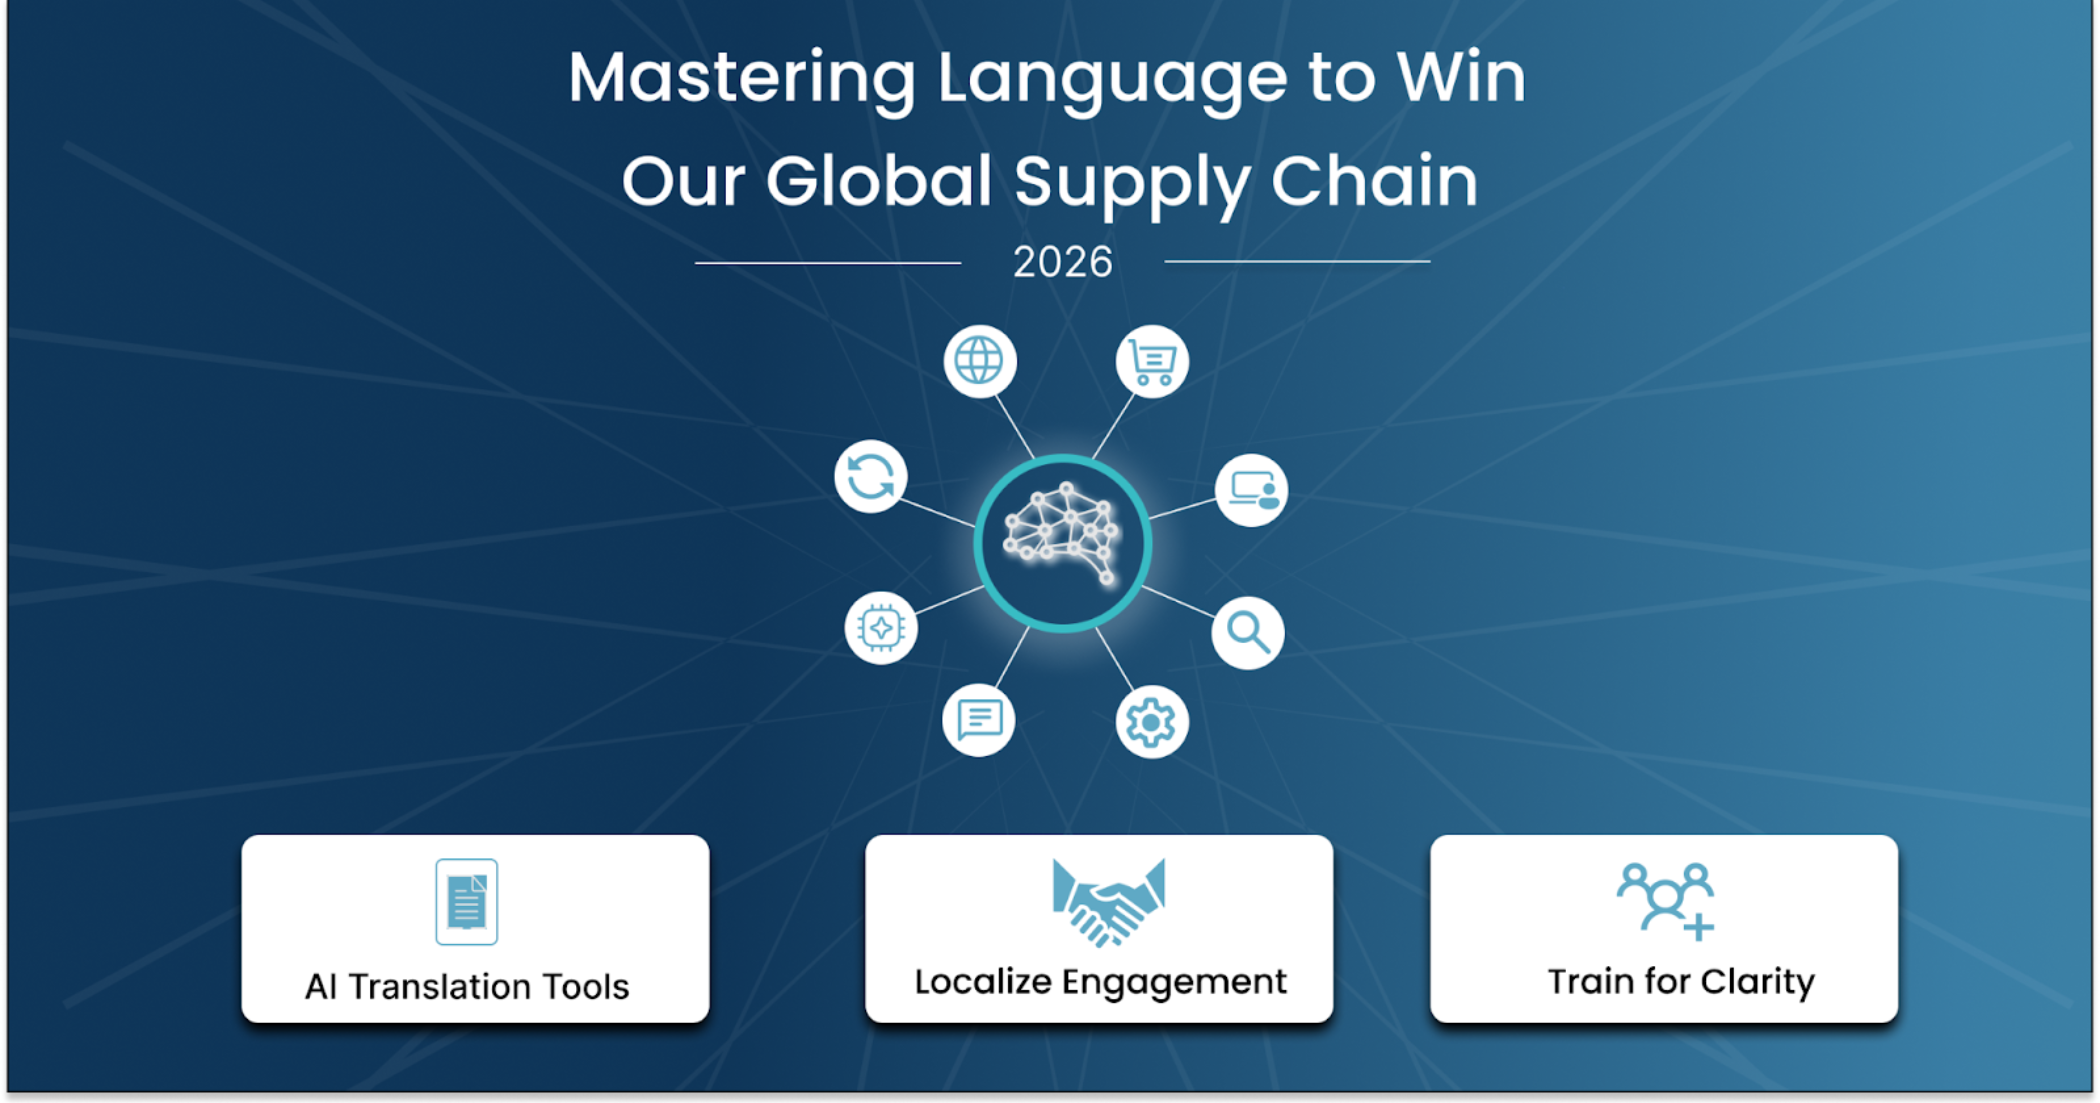 Mastering Language to Win
Our Global Supply Chain
2026
AI Translation Tools
Localize Engagement
Train for Clarity